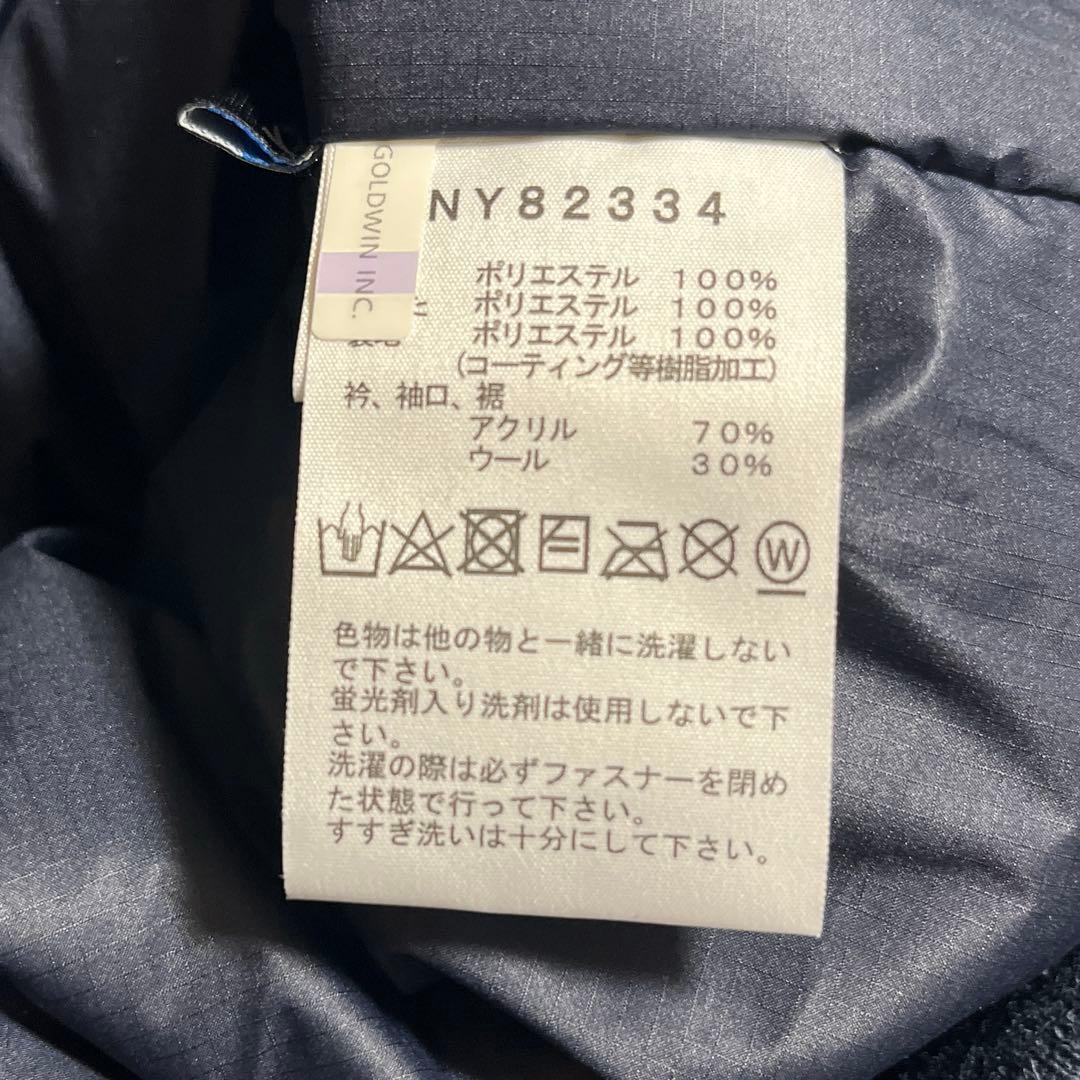 GOLDWIN INC.
NY82334
ポリエステル 100%
ポリエステル 100%
ポリエステル 100%
(コーティング等樹脂加工)
衿、袖口、裾
アクリル 70%
ウール 30%
W
色物は他の物と一緒に洗濯しない
で下さい。
蛍光剤入り洗剤は使用しないで下
さい。
洗濯の際は必ずファスナーを閉め
た状態で行って下さい。
すすぎ洗いは十分にして下さい。